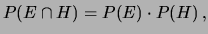 P(E ∩ H) = P(E) · P(H) ,